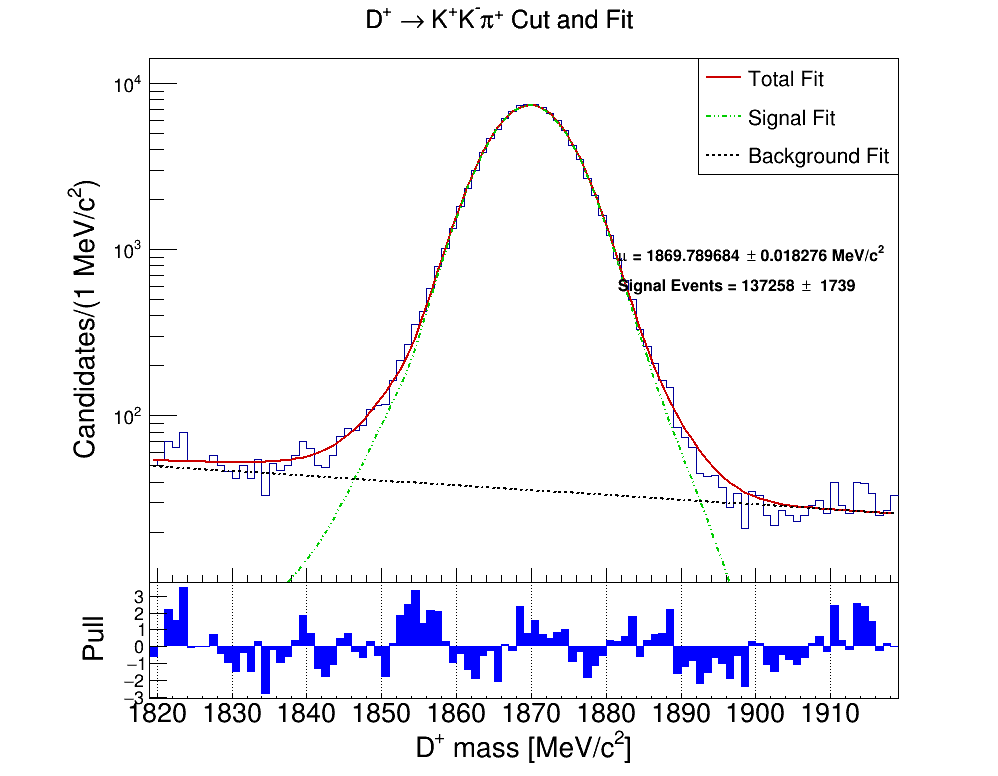 D⁺ → K⁺K⁻π⁺ Cut and Fit
Total Fit
Signal Fit
Background Fit
μ = 1869.789684 ± 0.018276 MeV/c²
Signal Events = 137258 ± 1739
Candidates/(1 MeV/c²)
10⁴
10³
10²
Pull
3
2
1
0
−1
−2
−3
1820 1830 1840 1850 1860 1870 1880 1890 1900 1910
D⁺ mass [MeV/c²]